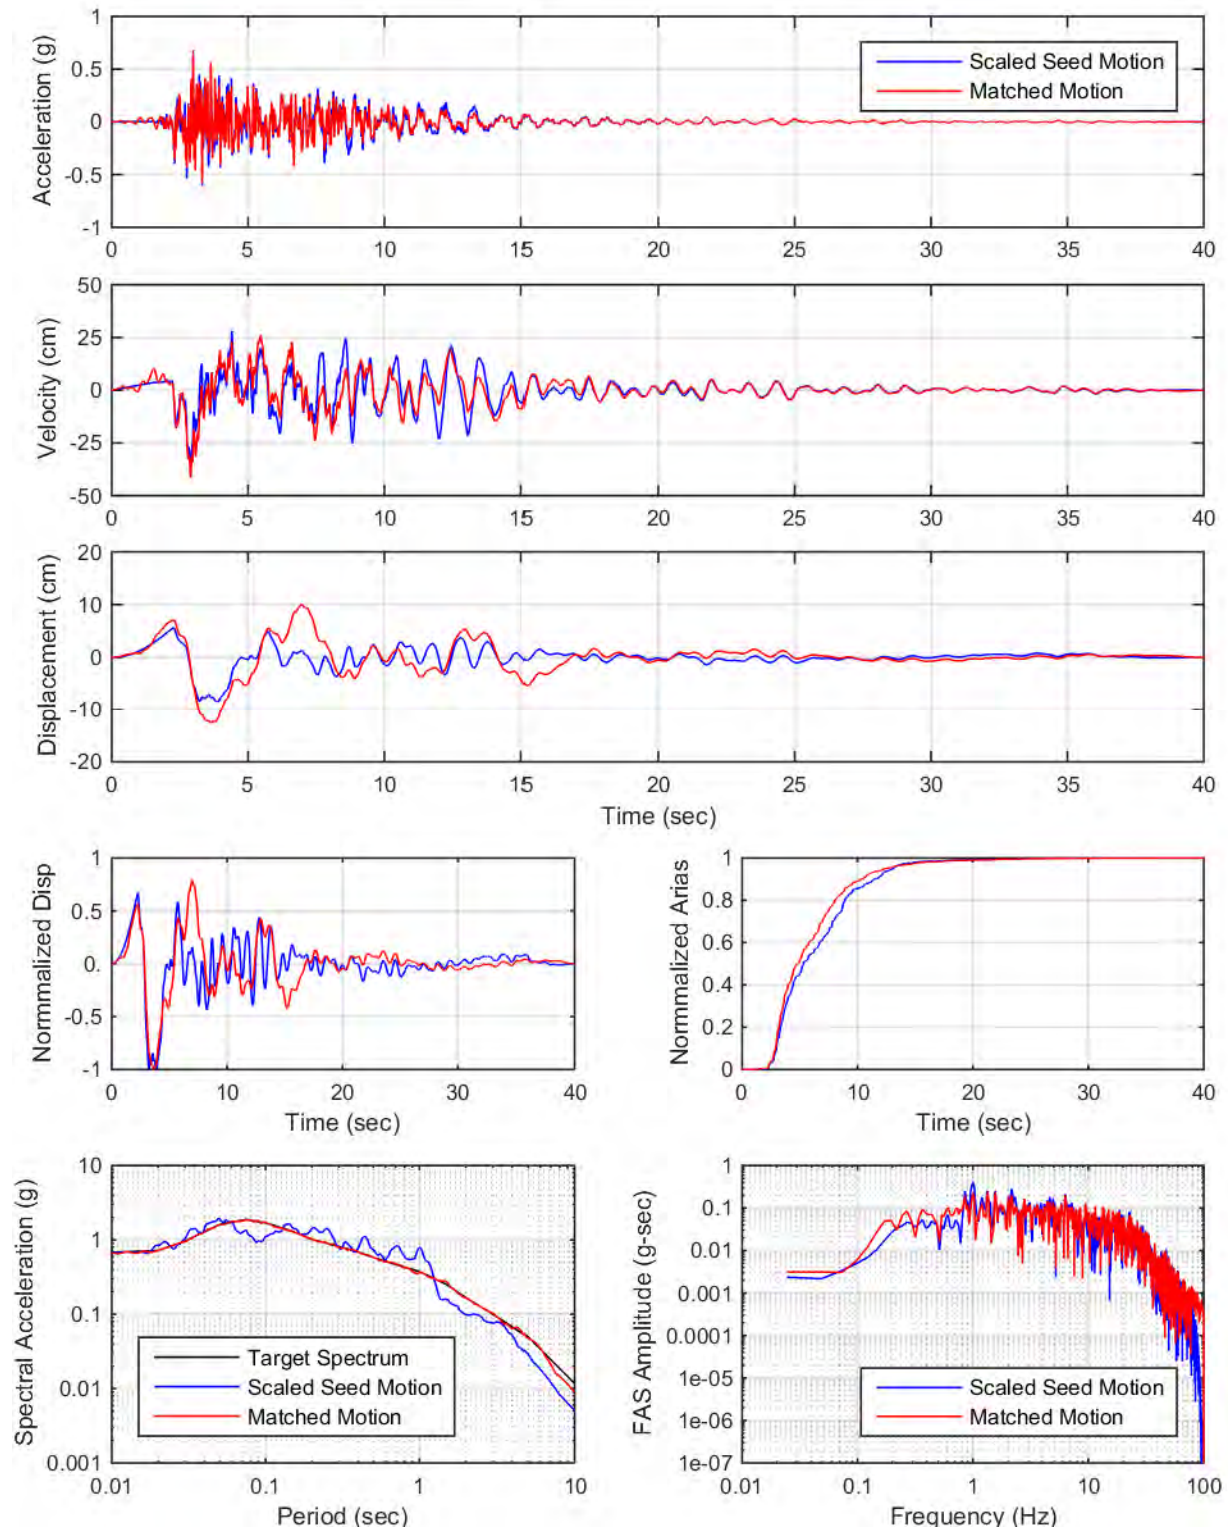 Acceleration (g)
1
0.5
0
-0.5
-1
Scaled Seed Motion
Matched Motion
0 5 10 15 20 25 30 35 40
Velocity (cm)
50
25
0
-25
-50
0 5 10 15 20 25 30 35 40
Displacement (cm)
20
10
0
-10
-20
0 5 10 15 20 25 30 35 40
Time (sec)
Normmalized Disp
1
0.5
0.
-0.5
-1
0 10 20 30 40
Time (sec)
Normmalized Arias
1
0.8
0.6
0.4
0.2
0
0 10 20 30 40
Time (sec)
Spectral Acceleration (g)
10
1
0.1
0.01
0.001
Target Spectrum
Scaled Seed Motion
Matched Motion
0.01 0.1 1 10
Period (sec)
FAS Amplitude (g-sec)
1
0.1
0.01
0.001
0.0001
1e-05
1e-06
1e-07
Scaled Seed Motion
Matched Motion
0.01 0.1 1 10 100
Frequency (Hz)